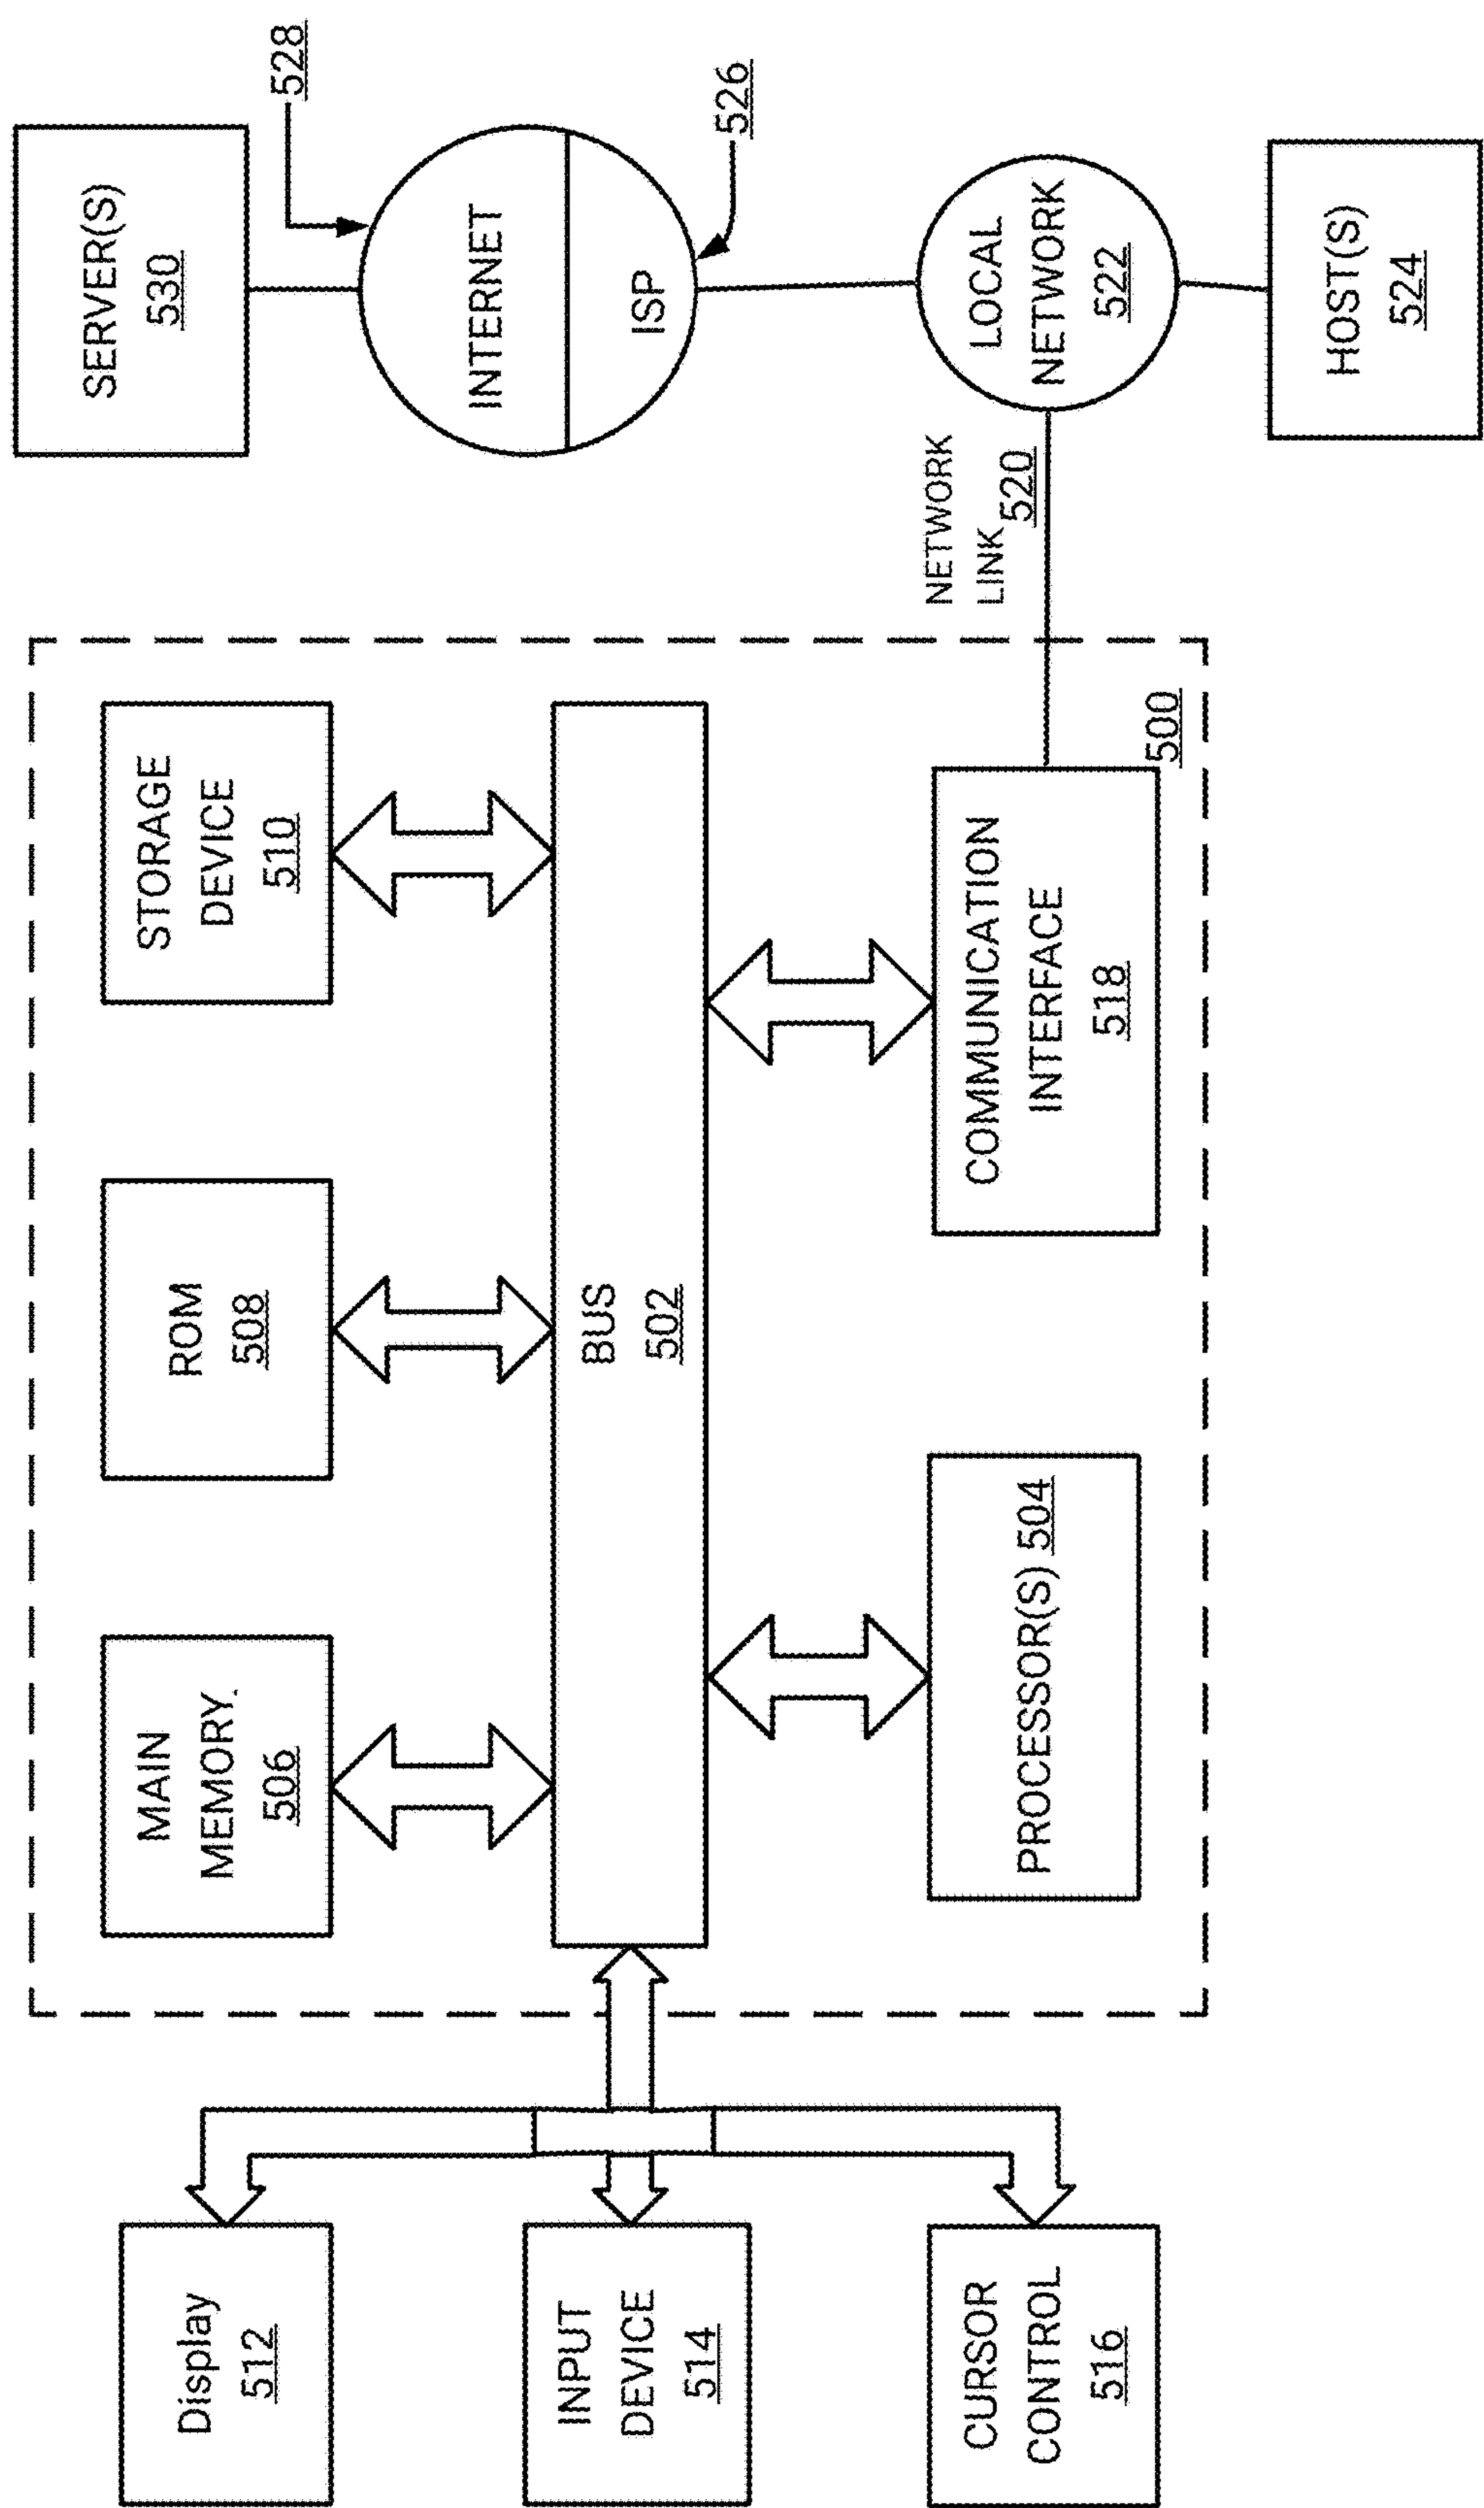 Display
512
INPUT
DEVICE
514
CURSOR
CONTROL
516
MAIN
MEMORY.
506
ROM
508
STORAGE
DEVICE
510
BUS
502
PROCESSOR(S) 504
COMMUNICATION
INTERFACE
518
500
NETWORK
LINK
520
SERVER(S)
530
528
INTERNET
ISP
526
LOCAL
NETWORK
522
HOST(S)
524